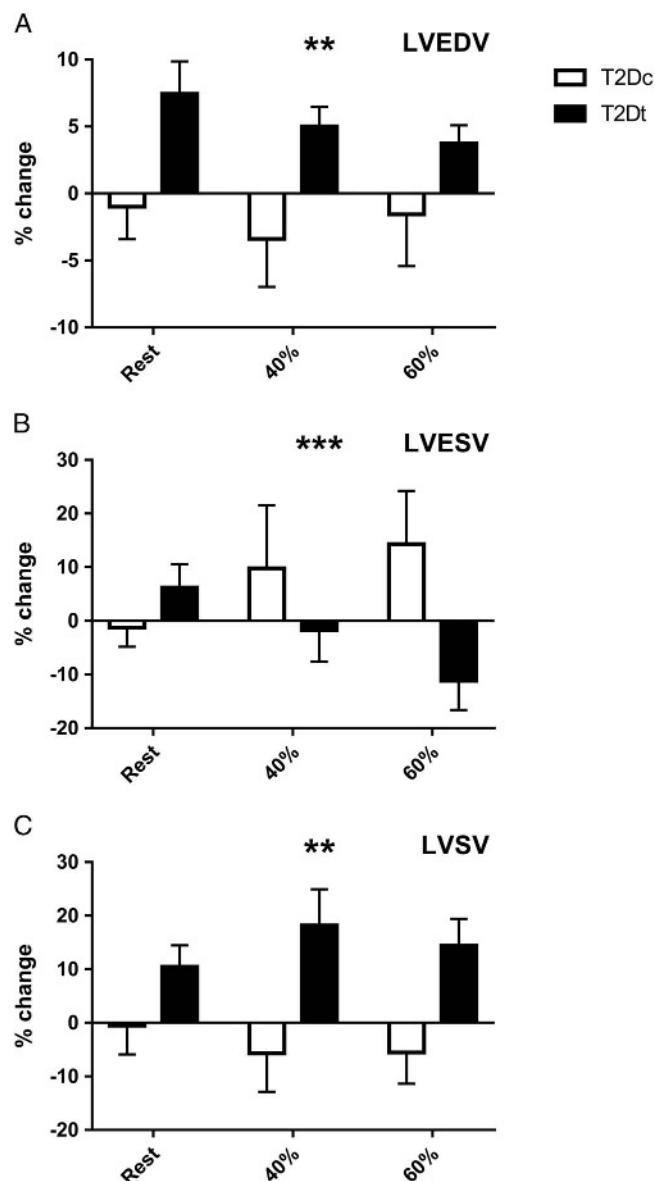 A
** LVEDV
T2Dc
T2Dt
10
5
0
-5
-10
% change
Rest 40% 60%
B
*** LVESV
30
20
10
0
-10
-20
% change
Rest 40% 60%
C
** LVSV
30
20
10
0
-10
-20
% change
Rest 40% 60%